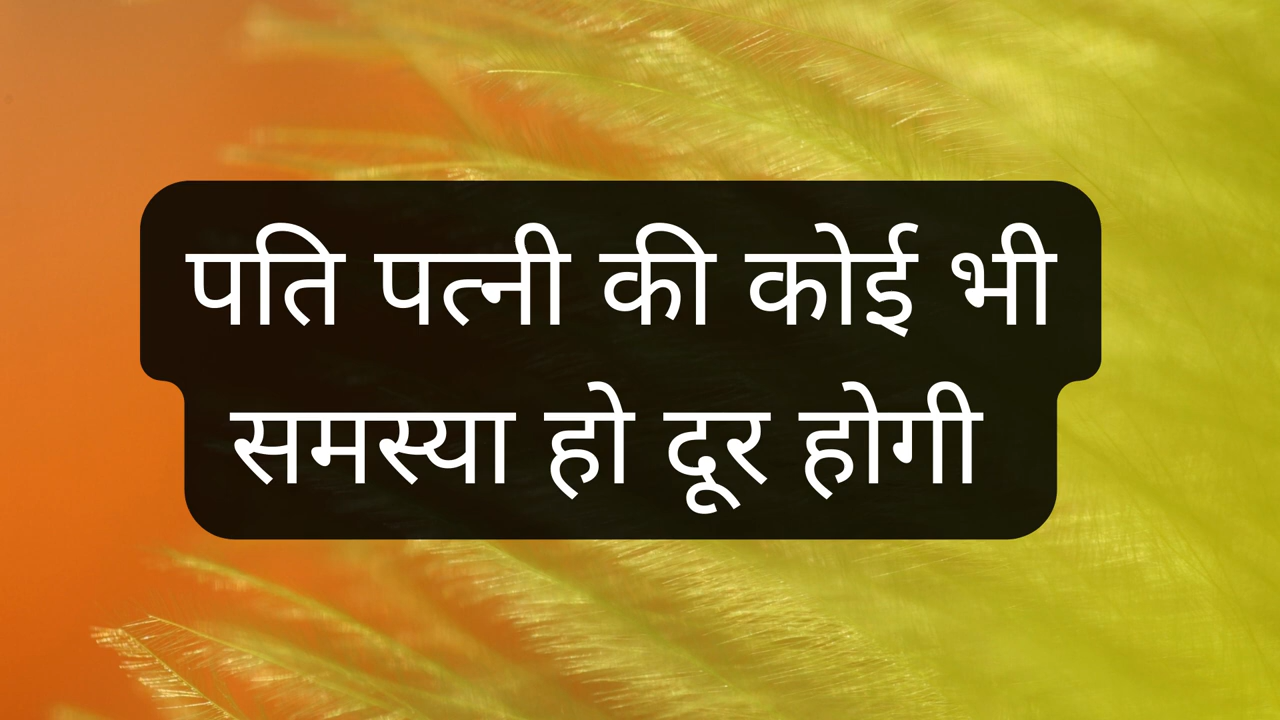 पति पत्नी की कोई भी
समस्या हो दूर होगी